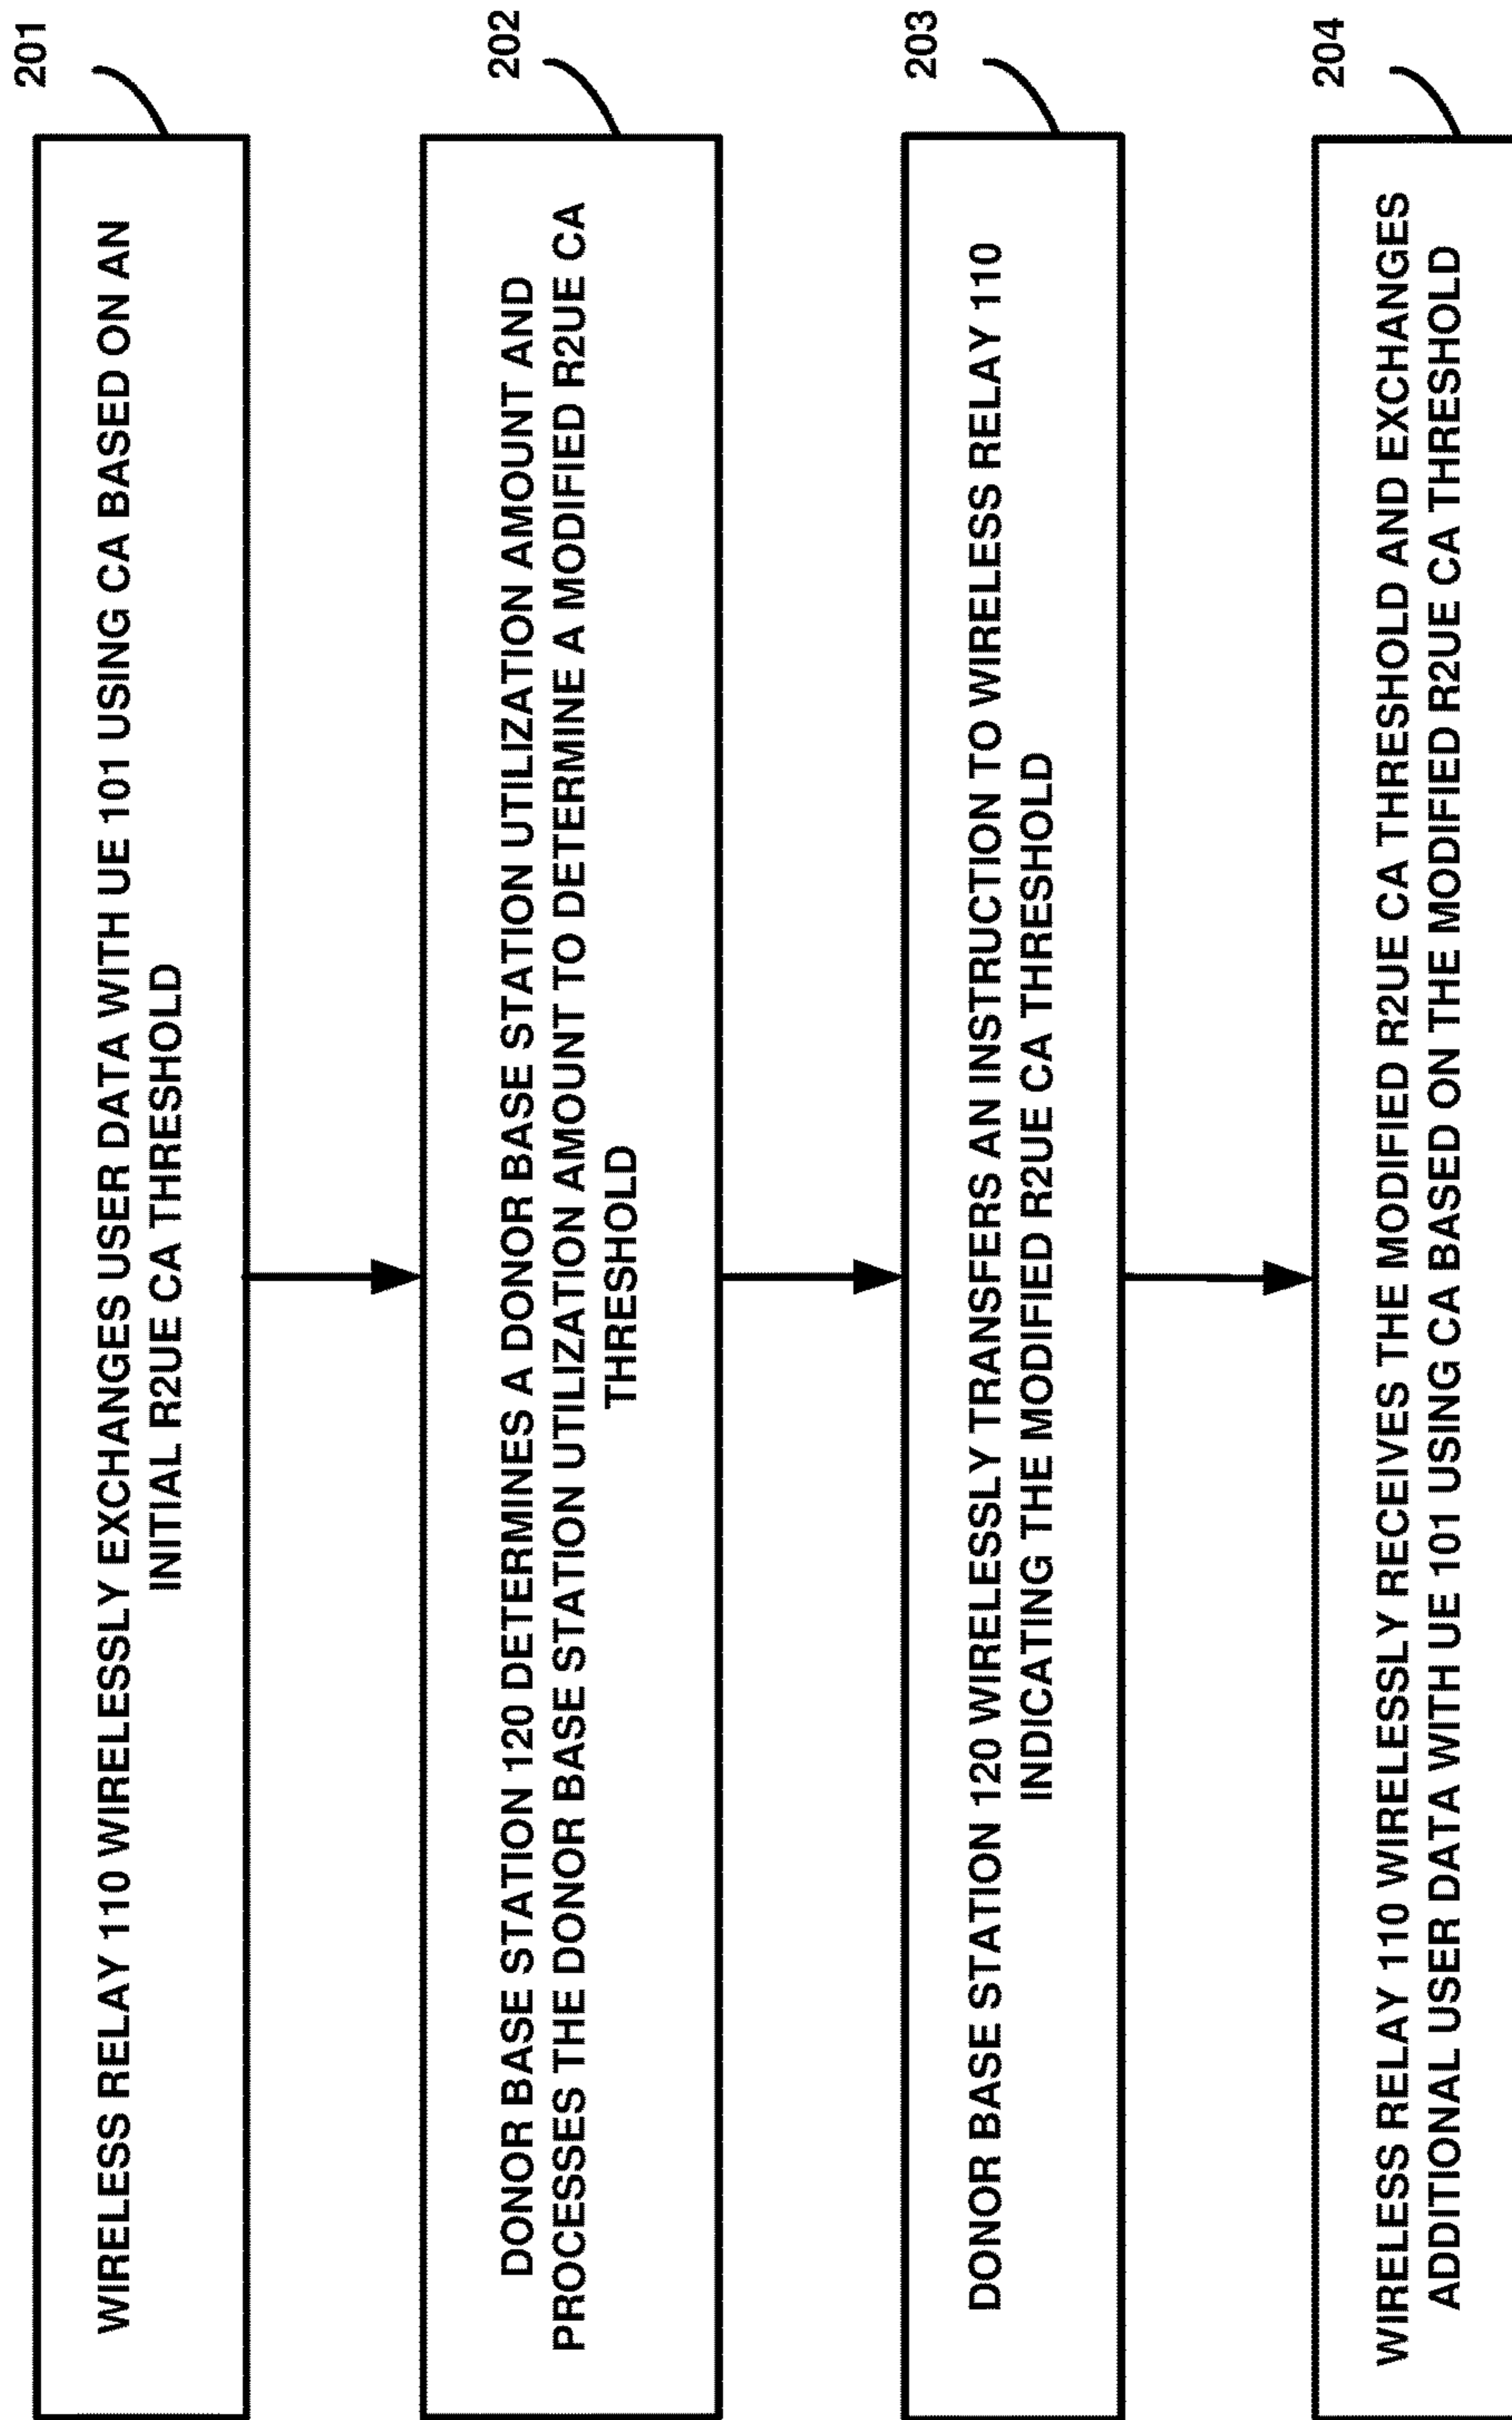 201
WIRELESS RELAY 110 WIRELESSLY EXCHANGES USER DATA WITH UE 101 USING CA BASED ON AN
INITIAL R2UE CA THRESHOLD
202
DONOR BASE STATION 120 DETERMINES A DONOR BASE STATION UTILIZATION AMOUNT AND
PROCESSES THE DONOR BASE STATION UTILIZATION AMOUNT TO DETERMINE A MODIFIED R2UE CA
THRESHOLD
203
DONOR BASE STATION 120 WIRELESSLY TRANSFERS AN INSTRUCTION TO WIRELESS RELAY 110
INDICATING THE MODIFIED R2UE CA THRESHOLD
204
WIRELESS RELAY 110 WIRELESSLY RECEIVES THE MODIFIED R2UE CA THRESHOLD AND EXCHANGES
ADDITIONAL USER DATA WITH UE 101 USING CA BASED ON THE MODIFIED R2UE CA THRESHOLD